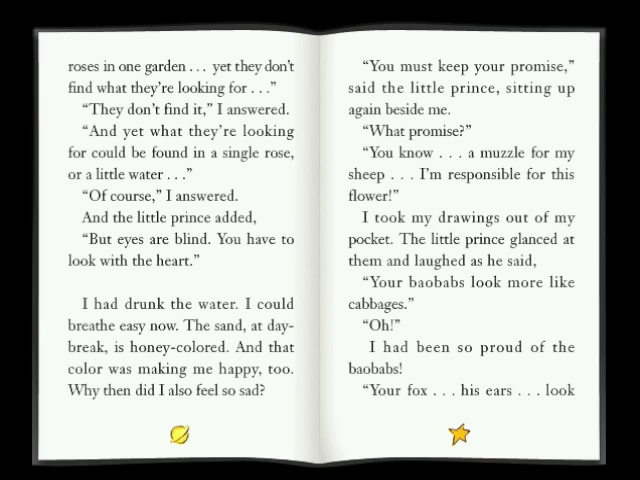 roses in one garden . . . yet they don't
find what they're looking for . . ."
"They don't find it," I answered.
"And yet what they're looking
for could be found in a single rose,
or a little water . . ."
"Of course," I answered.
And the little prince added,
"But eyes are blind. You have to
look with the heart."
I had drunk the water. I could
breathe easy now. The sand, at day-
break, is honey-colored. And that
color was making me happy, too.
Why then did I also feel so sad?
"You must keep your promise,"
said the little prince, sitting up
again beside me.
"What promise?"
"You know . . . a muzzle for my
sheep . . . I'm responsible for this
flower!"
I took my drawings out of my
pocket. The little prince glanced at
them and laughed as he said,
"Your baobabs look more like
cabbages."
"Oh!"
I had been so proud of the
baobabs!
"Your fox . . . his ears . . . look